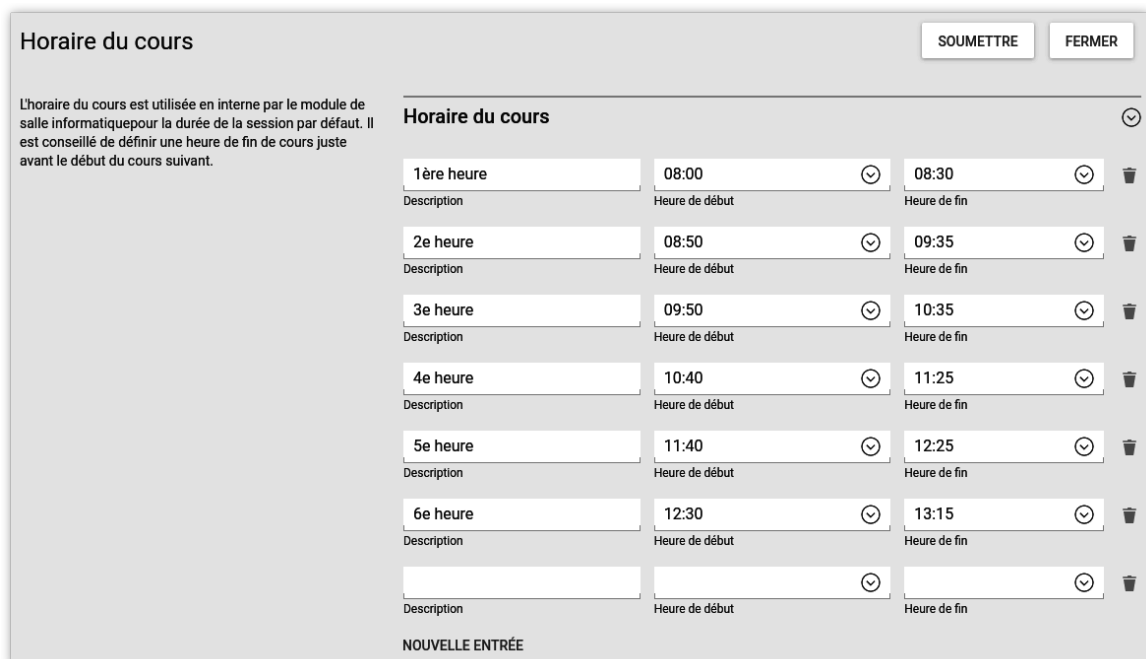 Horaire du cours
SOUMETTRE
FERMER
L'horaire du cours est utilisée en interne par le module de
salle informatiquepour la durée de la session par défaut. Il
est conseillé de définir une heure de fin de cours juste
avant le début du cours suivant.
Horaire du cours
1ère heure 08:00 08:30
Description Heure de début Heure de fin
2e heure 08:50 09:35
Description Heure de début Heure de fin
3e heure 09:50 10:35
Description Heure de début Heure de fin
4e heure 10:40 11:25
Description Heure de début Heure de fin
5e heure 11:40 12:25
Description Heure de début Heure de fin
6e heure 12:30 13:15
Description Heure de début Heure de fin
Description Heure de début Heure de fin
NOUVELLE ENTRÉE